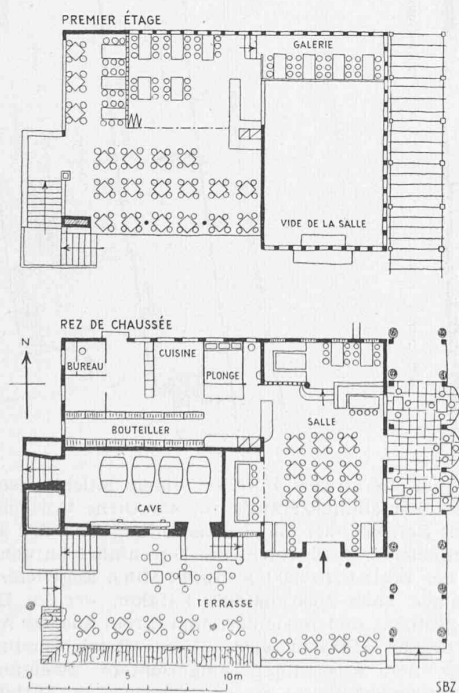 PREMIER ÉTAGE
GALERIE
VIDE DE LA SALLE
REZ DE CHAUSSÉE
N
BUREAU
CUISINE
PLONGE
BOUTEILLER
SALLE
CAVE
TERRASSE
0 5 10m
SBZ